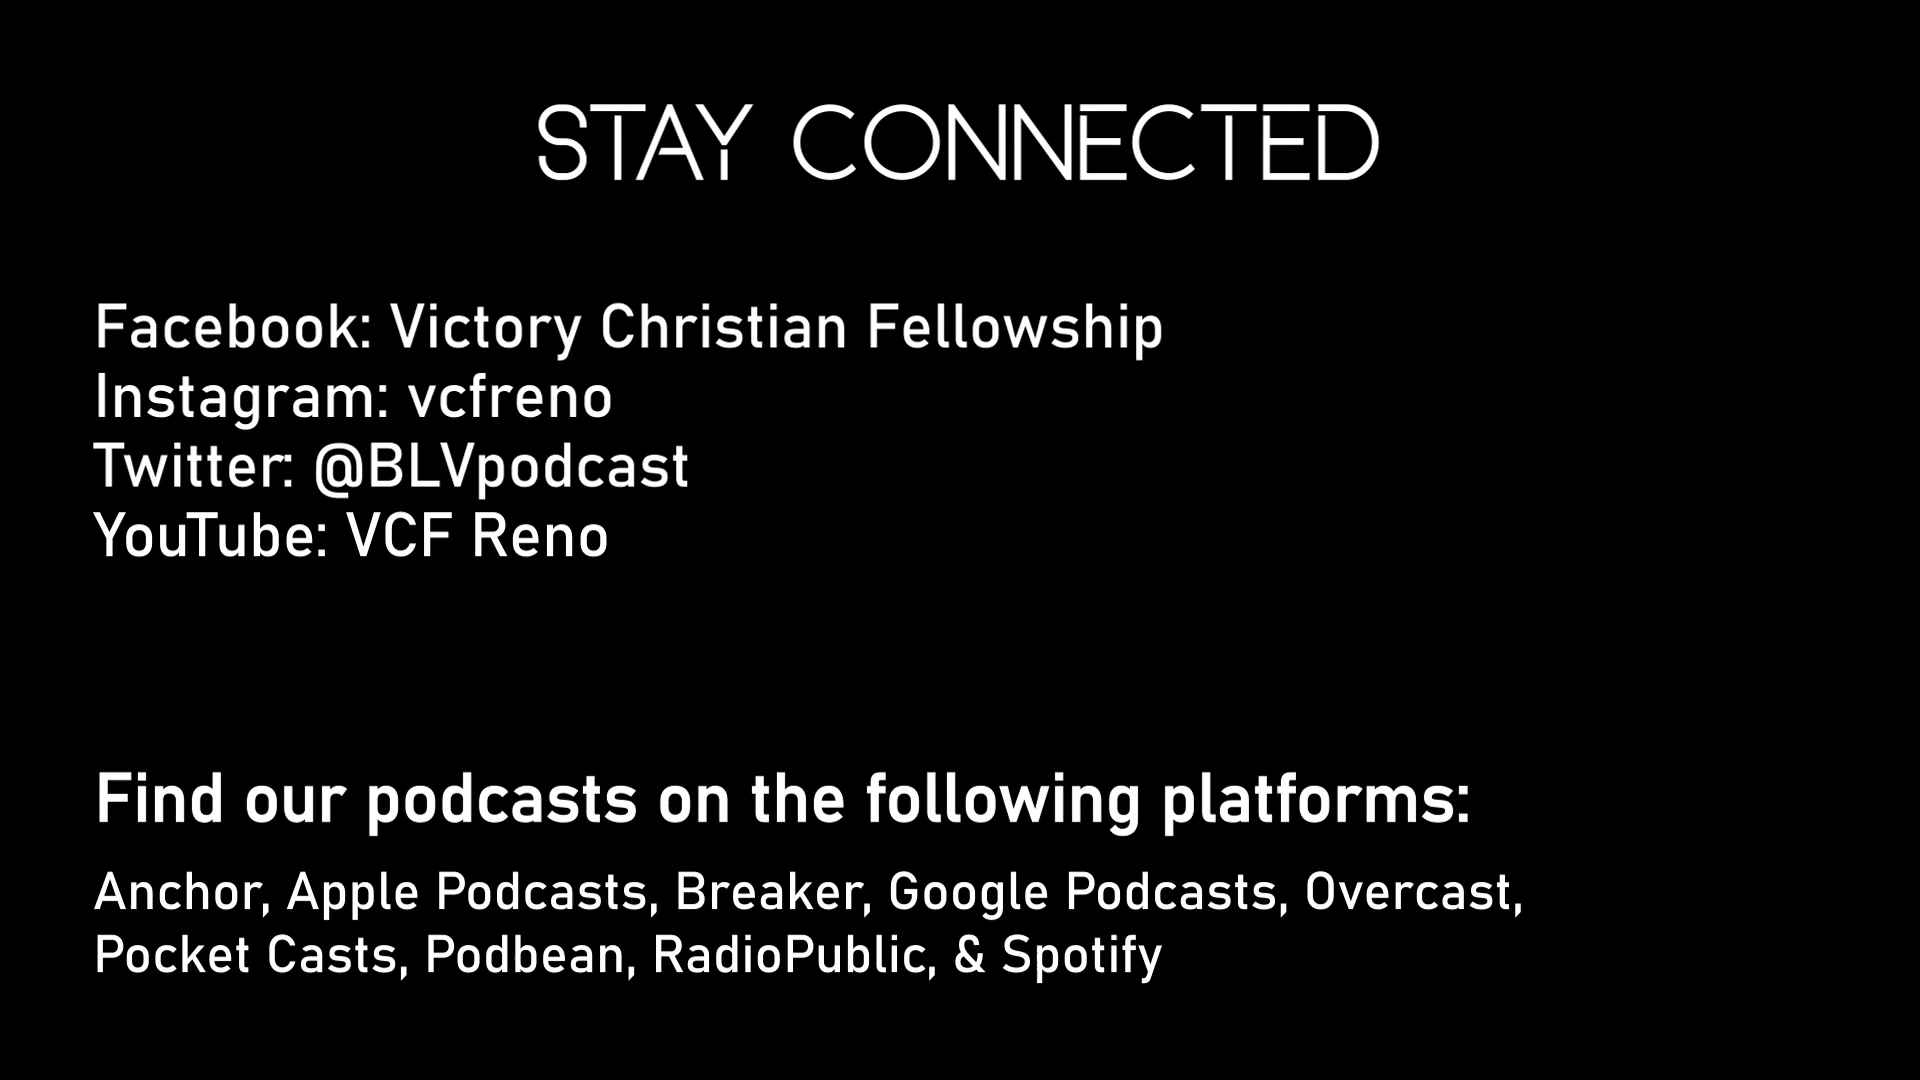 STAY CONNECTED
Facebook: Victory Christian Fellowship
Instagram: vcfreno
Twitter: @BLVpodcast
YouTube: VCF Reno
Find our podcasts on the following platforms:
Anchor, Apple Podcasts, Breaker, Google Podcasts, Overcast,
Pocket Casts, Podbean, RadioPublic, & Spotify